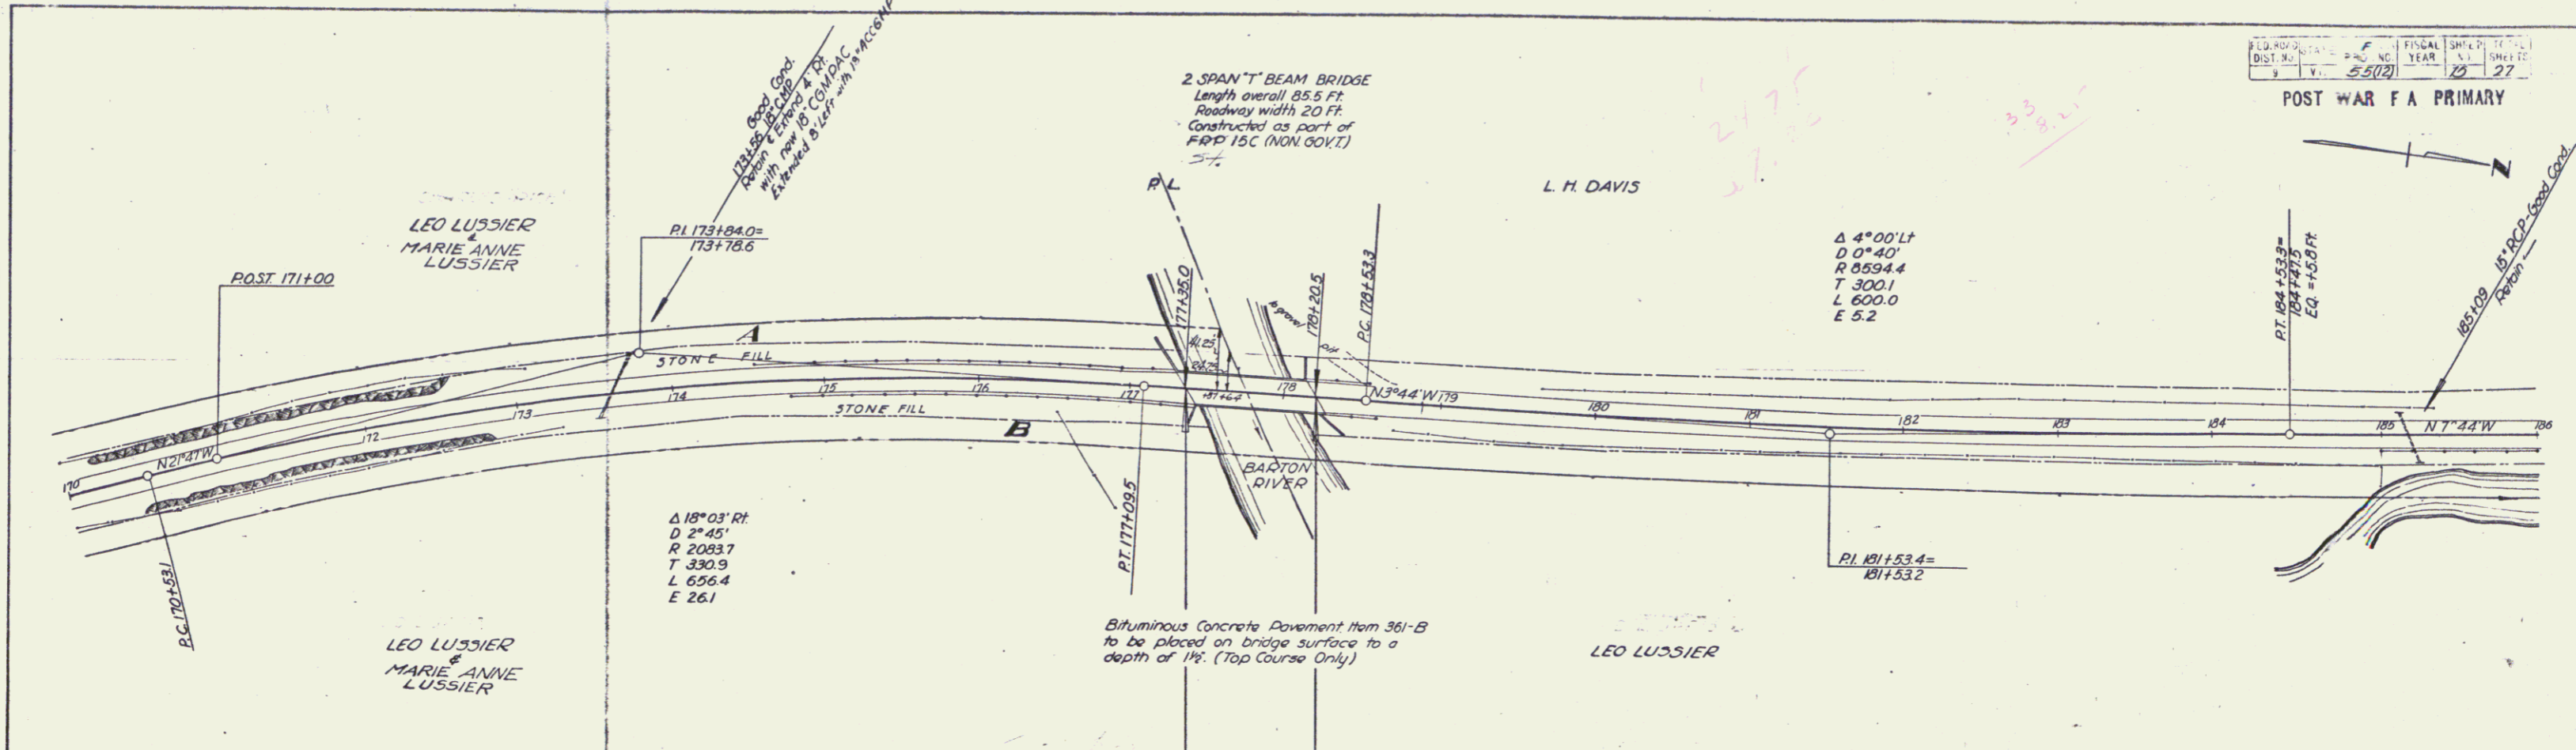 FED. ROAD DIST. NO.
STATE
F PROJ. NO.
FISCAL YEAR
SHEET NO.
TOTAL SHEETS
9
Vt.
55(12)
15
27
POST WAR F A PRIMARY
N
173+56 18" CMP Good Cond.
Retain & Extend 4' Rt.
with new 18" CGMPAC
Extended 8' Left with 18" ACCGMP
2 SPAN "T" BEAM BRIDGE
Length overall 85.5 Ft.
Roadway width 20 Ft.
Constructed as part of
FRP 15C (NON. GOV'T.)
St.
P.L
L. H. DAVIS
LEO LUSSIER
&
MARIE ANNE
LUSSIER
P.O.S.T. 171+00
P.I. 173+84.0=
173+78.6
177+35.0
178+20.5
P.C. 178+53.3
to gravel
pit
Δ 4°00' Lt
D 0°40'
R 8594.4
T 300.1
L 600.0
E 5.2
P.T. 184+53.3=
184+47.5
EQ. =+5.8 Ft.
185+09 15" RCP-Good Cond.
Retain
A
STONE FILL
41.25'
24.75'
170
N21°47'W
172
173
174
175
176
177
178
N3°44'W
179
180
181
182
183
184
185
N 7°44'W
186
STONE FILL
B
BARTON
RIVER
P.C. 170+53.1
Δ 18°03' Rt.
D 2°45'
R 2083.7
T 330.9
L 656.4
E 26.1
P.T. 177+09.5
P.I. 181+53.4=
181+53.2
LEO LUSSIER
&
MARIE ANNE
LUSSIER
Bituminous Concrete Pavement Item 361-B
to be placed on bridge surface to a
depth of 1½". (Top Course Only)
LEO LUSSIER